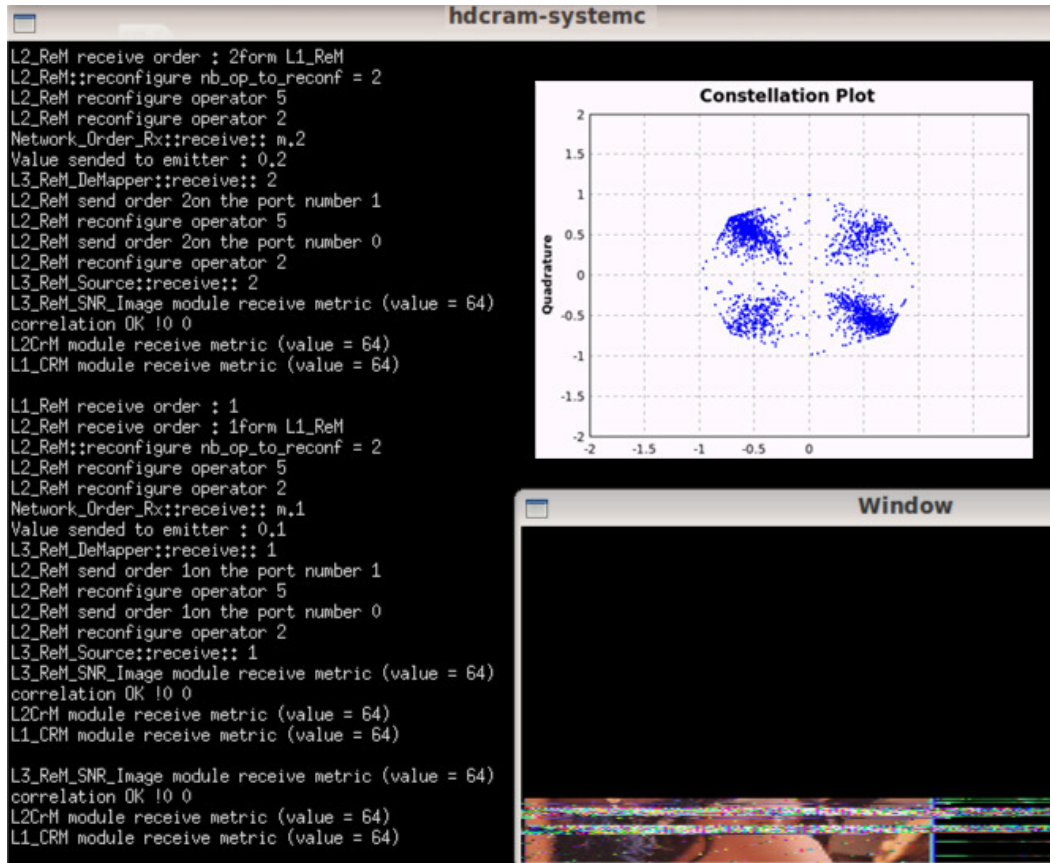 hdcram-systemc
L2_ReM receive order : 2form L1_ReM
L2_ReM::reconfigure nb_op_to_reconf = 2
L2_ReM reconfigure operator 5
L2_ReM reconfigure operator 2
Network_Order_Rx::receive:: m.2
Value sended to emitter : 0.2
L3_ReM_DeMapper::receive:: 2
L2_ReM send order 2on the port number 1
L2_ReM reconfigure operator 5
L2_ReM send order 2on the port number 0
L2_ReM reconfigure operator 2
L3_ReM_Source::receive:: 2
L3_ReM_SNR_Image module receive metric (value = 64)
correlation OK !0 0
L2CrM module receive metric (value = 64)
L1_CRM module receive metric (value = 64)
L1_ReM receive order : 1
L2_ReM receive order : 1form L1_ReM
L2_ReM::reconfigure nb_op_to_reconf = 2
L2_ReM reconfigure operator 5
L2_ReM reconfigure operator 2
Network_Order_Rx::receive:: m.1
Value sended to emitter : 0.1
L3_ReM_DeMapper::receive:: 1
L2_ReM send order 1on the port number 1
L2_ReM reconfigure operator 5
L2_ReM send order 1on the port number 0
L2_ReM reconfigure operator 2
L3_ReM_Source::receive:: 1
L3_ReM_SNR_Image module receive metric (value = 64)
correlation OK !0 0
L2CrM module receive metric (value = 64)
L1_CRM module receive metric (value = 64)
L3_ReM_SNR_Image module receive metric (value = 64)
correlation OK !0 0
L2CrM module receive metric (value = 64)
L1_CRM module receive metric (value = 64)
Constellation Plot
Quadrature
2
1.5
1
0.5
0
-0.5
-1
-1.5
-2
-2 -1.5 -1 -0.5 0
Window